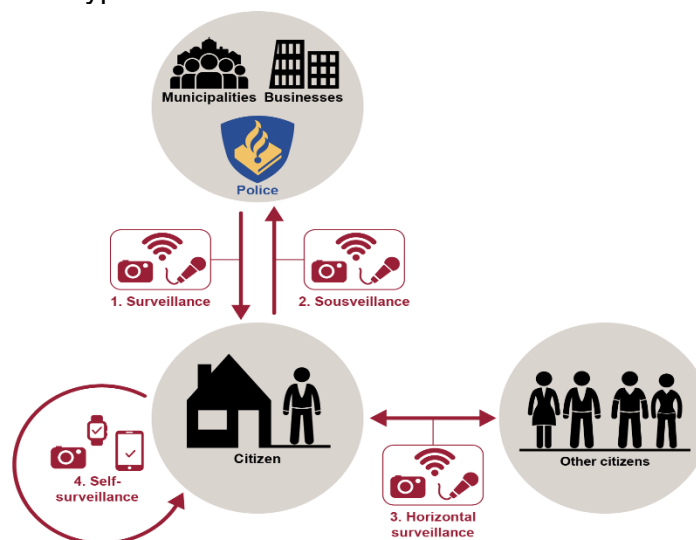 Municipalities Businesses
Police
1. Surveillance
2. Sousveillance
Citizen
Other citizens
4. Self-
surveillance
3. Horizontal
surveillance